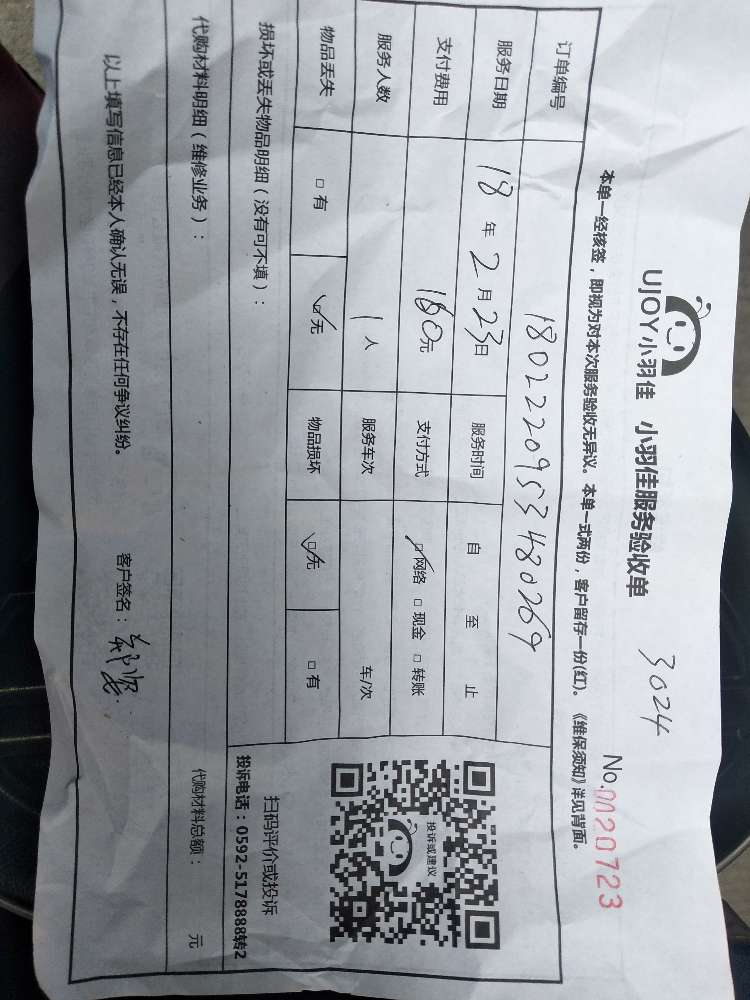 3024
UJOY小羽佳 小羽佳服务验收单 No.0020723
本单一经核签，即视为对本次服务验收无异议。本单一式两份，客户留存一份(红)。《维保须知》详见背面。
订单编号 1802220953480269
服务日期 18年2月23日 服务时间 自 至 止
支付费用 160元 支付方式 ☑网络 □现金 □转账
服务人数 1人 服务车次 车/次
物品丢失 □有 ☑无 物品损坏 ☑无 □有
投诉或建议
扫码评价或投诉
投诉电话：0592-5178888转2
损坏或丢失物品明细（没有可不填）：
代购材料明细（维修业务）： 代购材料总额： 元
以上填写信息已经本人确认无误，不存在任何争议纠纷。 客户签名：